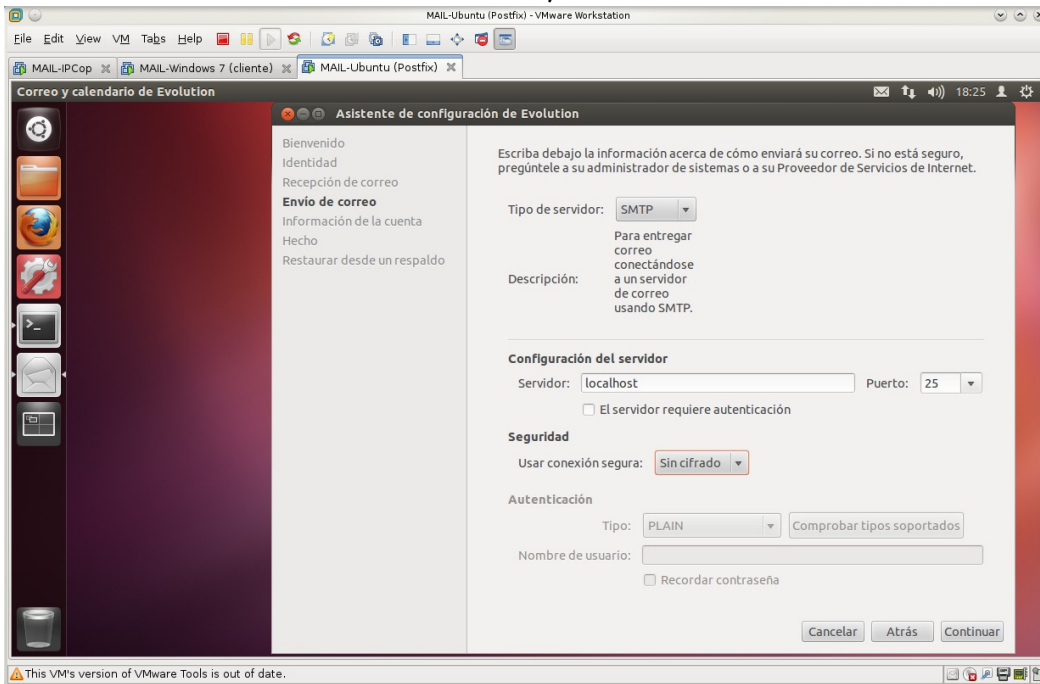 MAIL-Ubuntu (Postfix) - VMware Workstation
File Edit View VM Tabs Help
MAIL-IPCop MAIL-Windows 7 (cliente) MAIL-Ubuntu (Postfix)
Correo y calendario de Evolution 18:25
Asistente de configuración de Evolution
Bienvenido
Identidad
Recepción de correo
Envío de correo
Información de la cuenta
Hecho
Restaurar desde un respaldo
Escriba debajo la información acerca de cómo enviará su correo. Si no está seguro,
pregúntele a su administrador de sistemas o a su Proveedor de Servicios de Internet.
Tipo de servidor: SMTP
Descripción:
Para entregar
correo
conectándose
a un servidor
de correo
usando SMTP.
Configuración del servidor
Servidor: localhost Puerto: 25
El servidor requiere autenticación
Seguridad
Usar conexión segura: Sin cifrado
Autenticación
Tipo: PLAIN Comprobar tipos soportados
Nombre de usuario:
Recordar contraseña
Cancelar Atrás Continuar
This VM's version of VMware Tools is out of date.